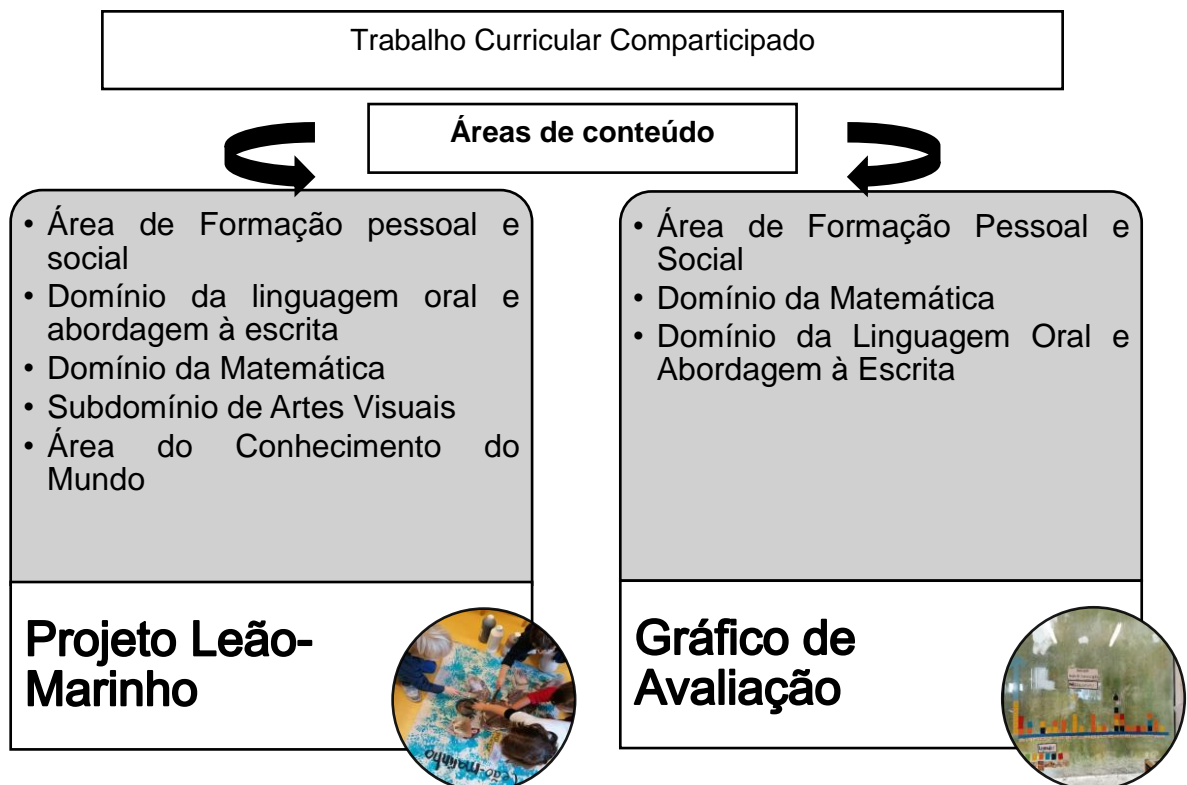 Trabalho Curricular Comparticipado
Áreas de conteúdo
• Área de Formação pessoal e
social
• Domínio da linguagem oral e
abordagem à escrita
• Domínio da Matemática
• Subdomínio de Artes Visuais
• Área do Conhecimento do
Mundo
Projeto Leão-
Marinho
Leão-marinho
• Área de Formação Pessoal e
Social
• Domínio da Matemática
• Domínio da Linguagem Oral e
Abordagem à Escrita
Gráfico de
Avaliação